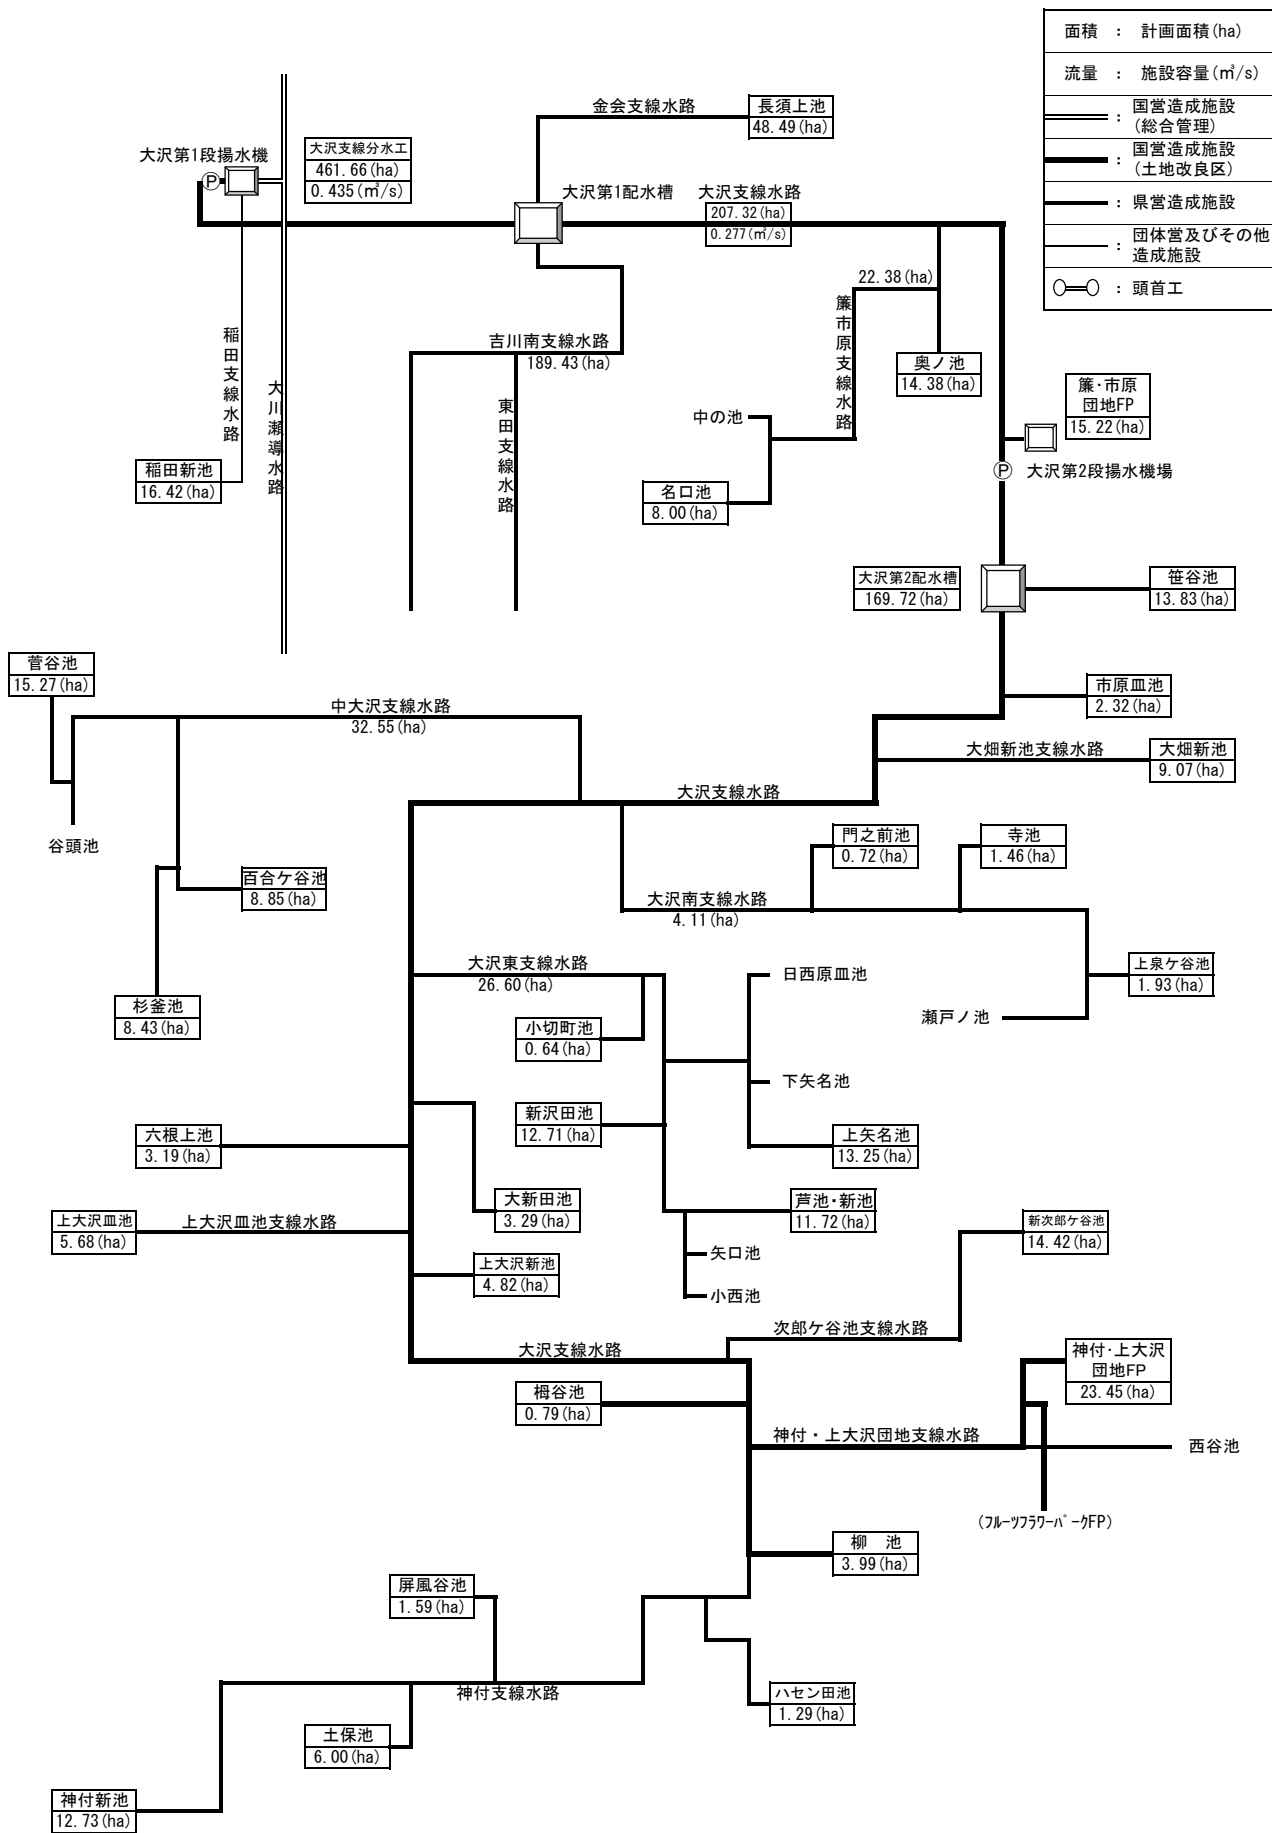 面積 : 計画面積(ha)
流量 : 施設容量(㎥/s)
: 国営造成施設
(総合管理)
: 国営造成施設
(土地改良区)
: 県営造成施設
: 団体営及びその他
造成施設
: 頭首工
金会支線水路
長須上池
48.49(ha)
大沢第1段揚水機
P
大沢支線分水工
461.66(ha)
0.435(㎥/s)
大沢第1配水槽
大沢支線水路
207.32(ha)
0.277(㎥/s)
22.38(ha)
簾市原支線水路
稲田支線水路
大川瀬導水路
吉川南支線水路
189.43(ha)
東田支線水路
奥ノ池
14.38(ha)
簾・市原
団地FP
15.22(ha)
中の池
稲田新池
16.42(ha)
P
大沢第2段揚水機場
名口池
8.00(ha)
大沢第2配水槽
169.72(ha)
笹谷池
13.83(ha)
菅谷池
15.27(ha)
市原皿池
2.32(ha)
中大沢支線水路
32.55(ha)
大畑新池支線水路
大畑新池
9.07(ha)
大沢支線水路
谷頭池
門之前池
0.72(ha)
寺池
1.46(ha)
百合ケ谷池
8.85(ha)
大沢南支線水路
4.11(ha)
大沢東支線水路
26.60(ha)
日西原皿池
上泉ケ谷池
1.93(ha)
杉釜池
8.43(ha)
小切町池
0.64(ha)
瀬戸ノ池
下矢名池
六根上池
3.19(ha)
新沢田池
12.71(ha)
上矢名池
13.25(ha)
上大沢皿池
5.68(ha)
上大沢皿池支線水路
大新田池
3.29(ha)
芦池・新池
11.72(ha)
新次郎ケ谷池
14.42(ha)
矢口池
上大沢新池
4.82(ha)
小西池
次郎ケ谷池支線水路
大沢支線水路
神付・上大沢
団地FP
23.45(ha)
栂谷池
0.79(ha)
神付・上大沢団地支線水路
西谷池
(フルーツフラワーパークFP)
柳 池
3.99(ha)
屏風谷池
1.59(ha)
神付支線水路
ハセン田池
1.29(ha)
土保池
6.00(ha)
神付新池
12.73(ha)